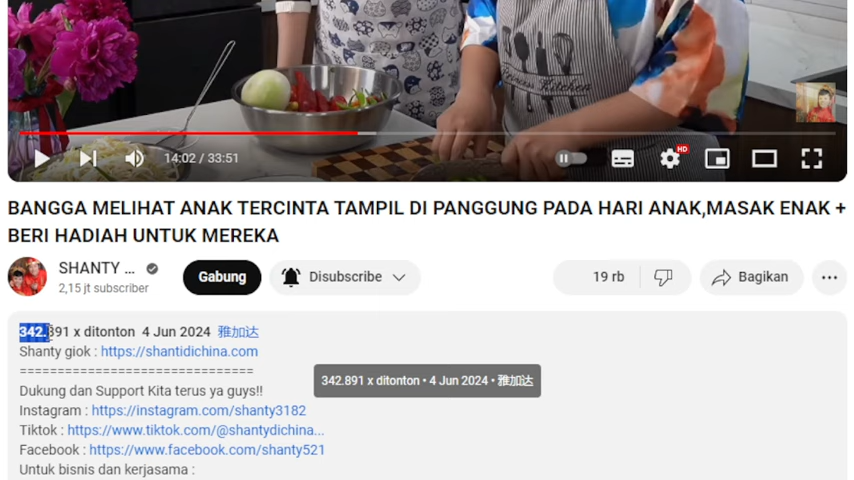 Kitchen
HD
14:02 / 33:51
BANGGA MELIHAT ANAK TERCINTA TAMPIL DI PANGGUNG PADA HARI ANAK,MASAK ENAK +
BERI HADIAH UNTUK MEREKA
SHANTY ...
2,15 jt subscriber
Gabung
Disubscribe
19 rb
Bagikan
342.891 x ditonton 4 Jun 2024 雅加达
Shanty giok : https://shantidichina.com
===============================
342.891 x ditonton • 4 Jun 2024 • 雅加达
Dukung dan Support Kita terus ya guys!!
Instagram : https://instagram.com/shanty3182
Tiktok : https://www.tiktok.com/@shantydichina...
Facebook : https://www.facebook.com/shanty521
Untuk bisnis dan kerjasama :